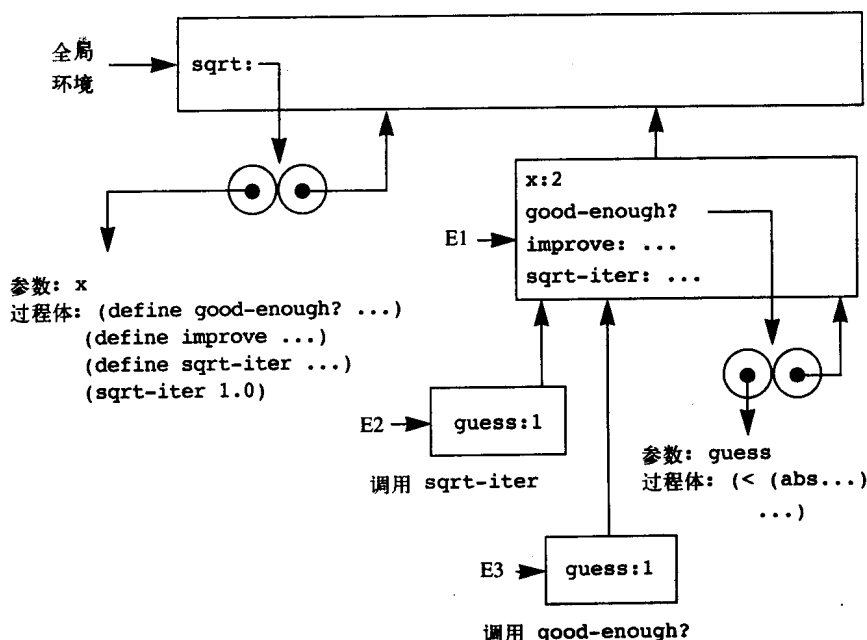 全局
环境
sqrt:
x:2
good-enough?
improve: ...
sqrt-iter: ...
E1
参数: x
过程体: (define good-enough? ...)
(define improve ...)
(define sqrt-iter ...)
(sqrt-iter 1.0)
E2
guess:1
调用 sqrt-iter
参数: guess
过程体: (< (abs...)
...)
E3
guess:1
调用 good-enough?